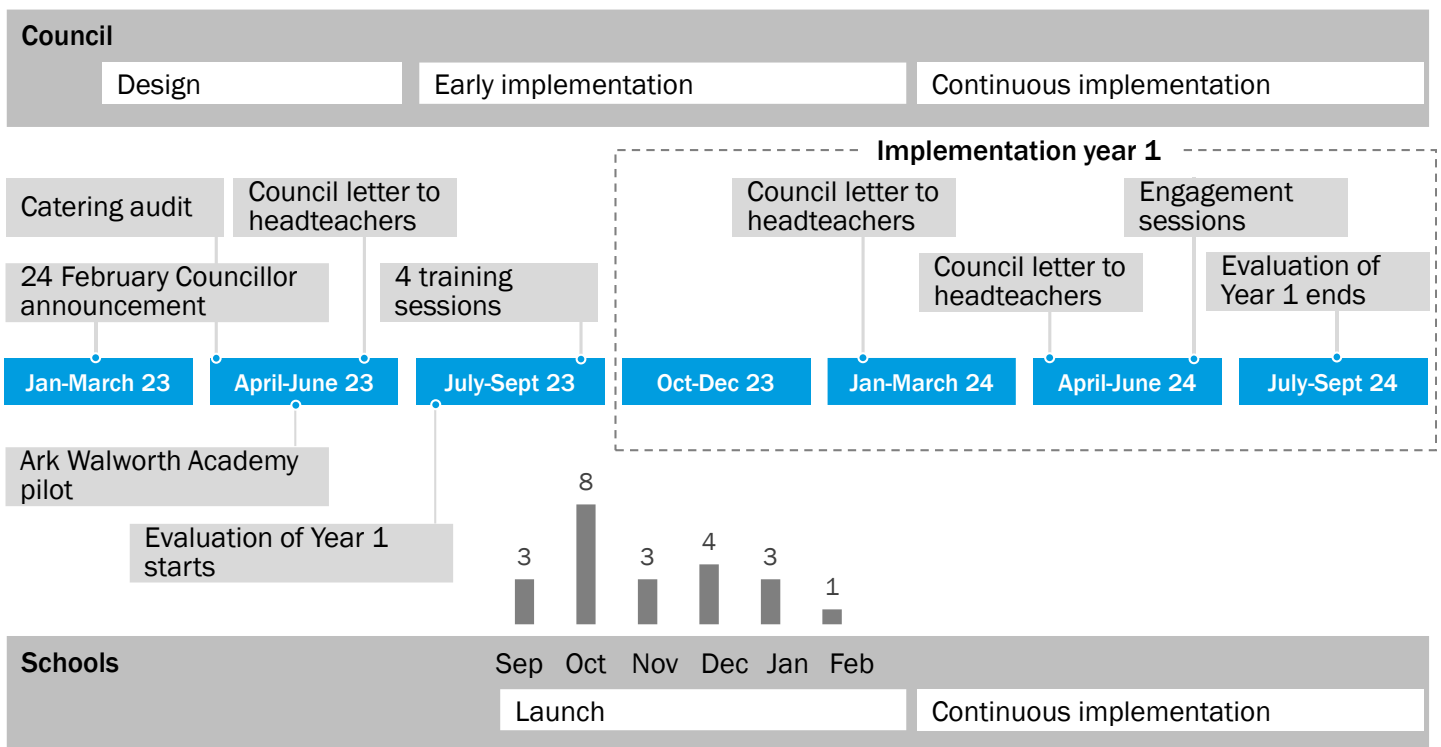 Council
Design
Early implementation
Continuous implementation
Implementation year 1
Catering audit
Council letter to
headteachers
24 February Councillor
announcement
4 training
sessions
Council letter to
headteachers
Council letter to
headteachers
Engagement
sessions
Evaluation of
Year 1 ends
Jan-March 23
April-June 23
July-Sept 23
Oct-Dec 23
Jan-March 24
April-June 24
July-Sept 24
Ark Walworth Academy
pilot
Evaluation of Year 1
starts
3
8
3
4
3
1
Schools
Sep Oct Nov Dec Jan Feb
Launch
Continuous implementation